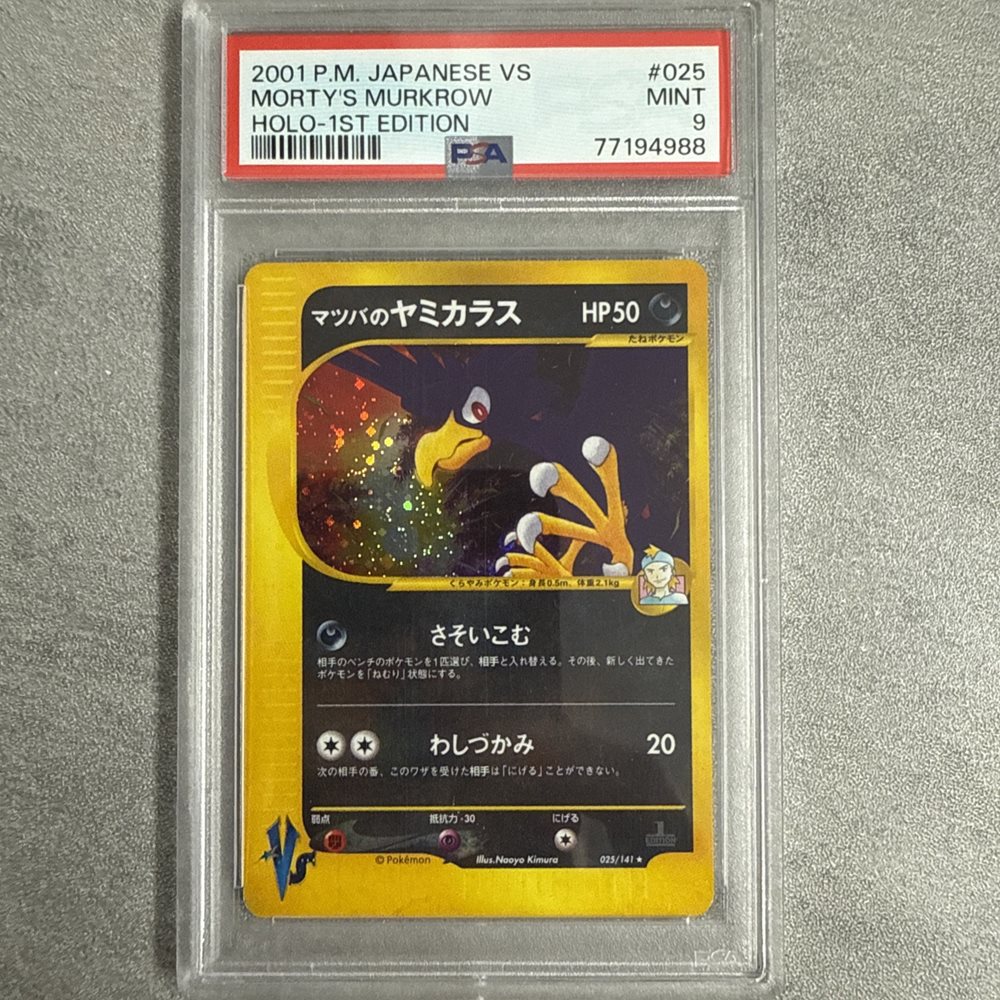 2001 P.M. JAPANESE VS #025
MORTY'S MURKROW MINT
HOLO-1ST EDITION 9
PSA 77194988
マツバのヤミカラス HP50
たねポケモン
くらやみポケモン：身長0.5m、体重2.1kg
さそいこむ
相手のベンチのポケモンを1匹選び、相手と入れ替える。その後、新しく出てきた
ポケモンを「ねむり」状態にする。
わしづかみ 20
次の相手の番、このワザを受けた相手は「にげる」ことができない。
弱点 抵抗力-30 にげる
1
EDITION
Vs
© Pokémon Illus.Naoyo Kimura 025/141 ★
PSA